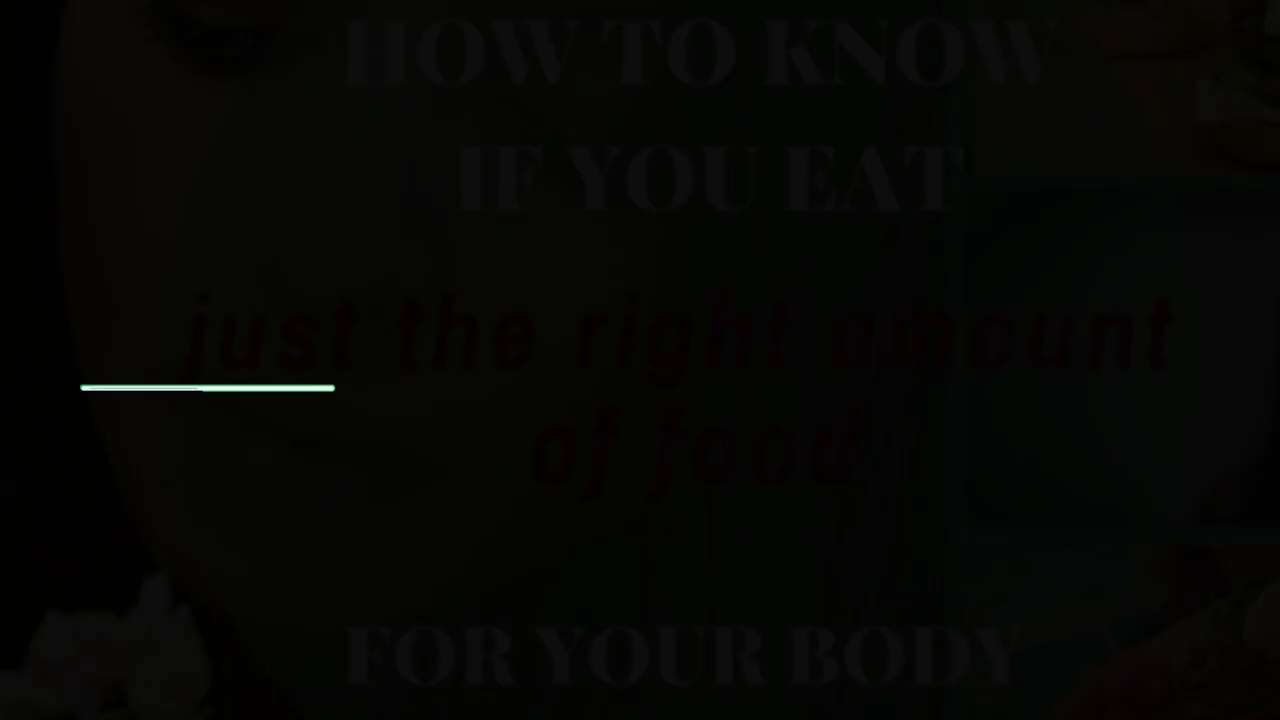 HOW TO KNOW
IF YOU EAT
just the right amount
of food
FOR YOUR BODY